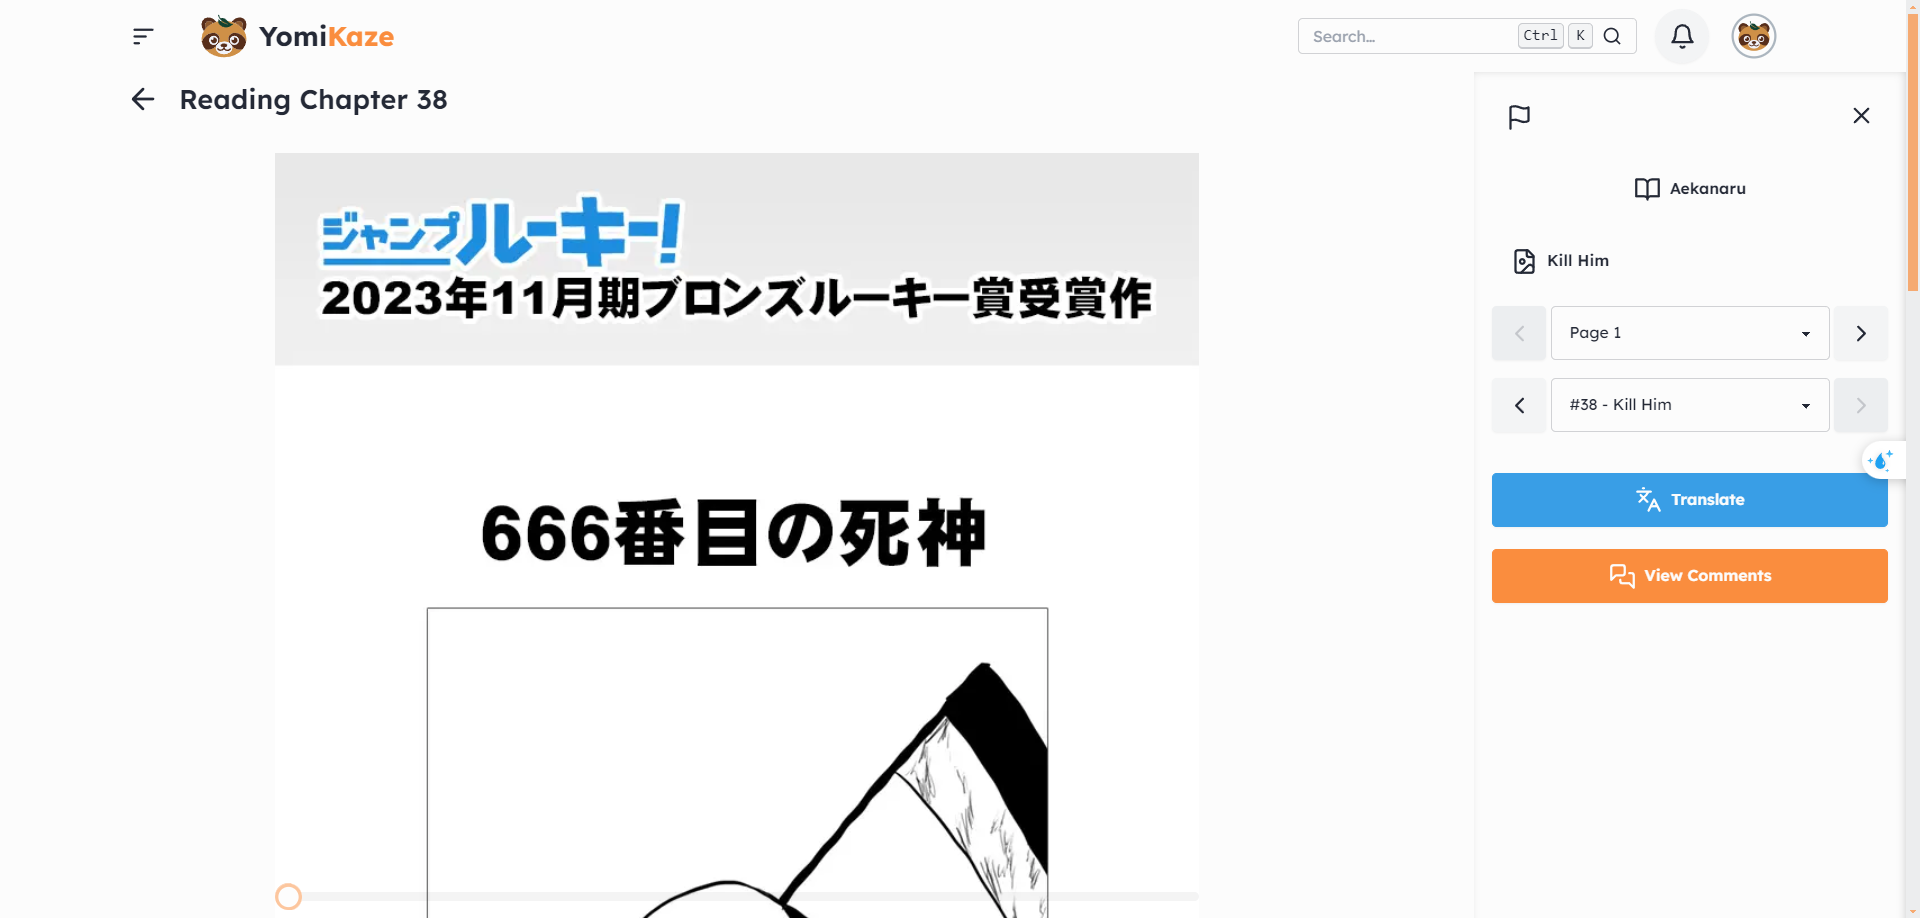 YomiKaze
Search...
Ctrl K
Reading Chapter 38
ジャンプルーキー!
2023年11月期ブロンズルーキー賞受賞作
666番目の死神
Aekanaru
Kill Him
Page 1
#38 - Kill Him
Translate
View Comments